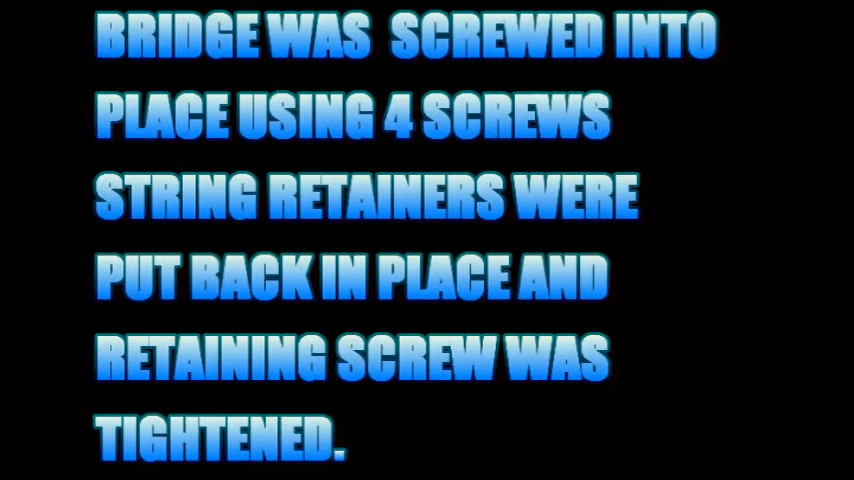 BRIDGE WAS  SCREWED INTO
PLACE USING 4 SCREWS
STRING RETAINERS WERE
PUT BACK IN PLACE AND
RETAINING SCREW WAS
TIGHTENED.